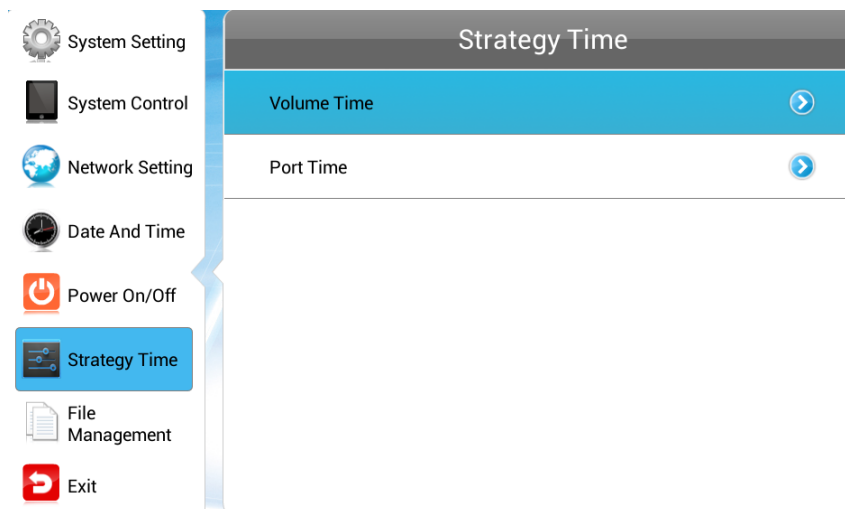 System Setting
System Control
Network Setting
Date And Time
Power On/Off
Strategy Time
File
Management
Exit
Strategy Time
Volume Time
Port Time